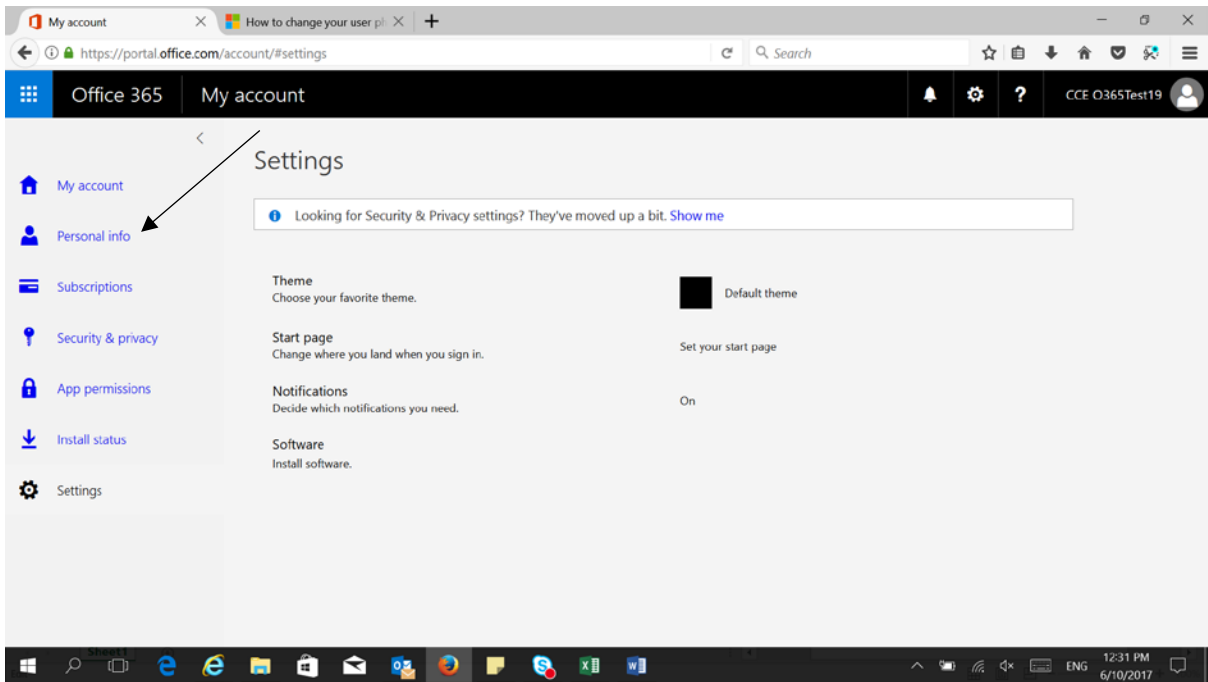 My account
How to change your user ph
https://portal.office.com/account/#settings
Search
Office 365
My account
CCE O365Test19
Settings
My account
Looking for Security & Privacy settings? They've moved up a bit. Show me
Personal info
Theme
Choose your favorite theme.
Default theme
Subscriptions
Start page
Change where you land when you sign in.
Set your start page
Security & privacy
Notifications
Decide which notifications you need.
On
App permissions
Install status
Software
Install software.
Settings
Sheet1
ENG
12:31 PM
6/10/2017